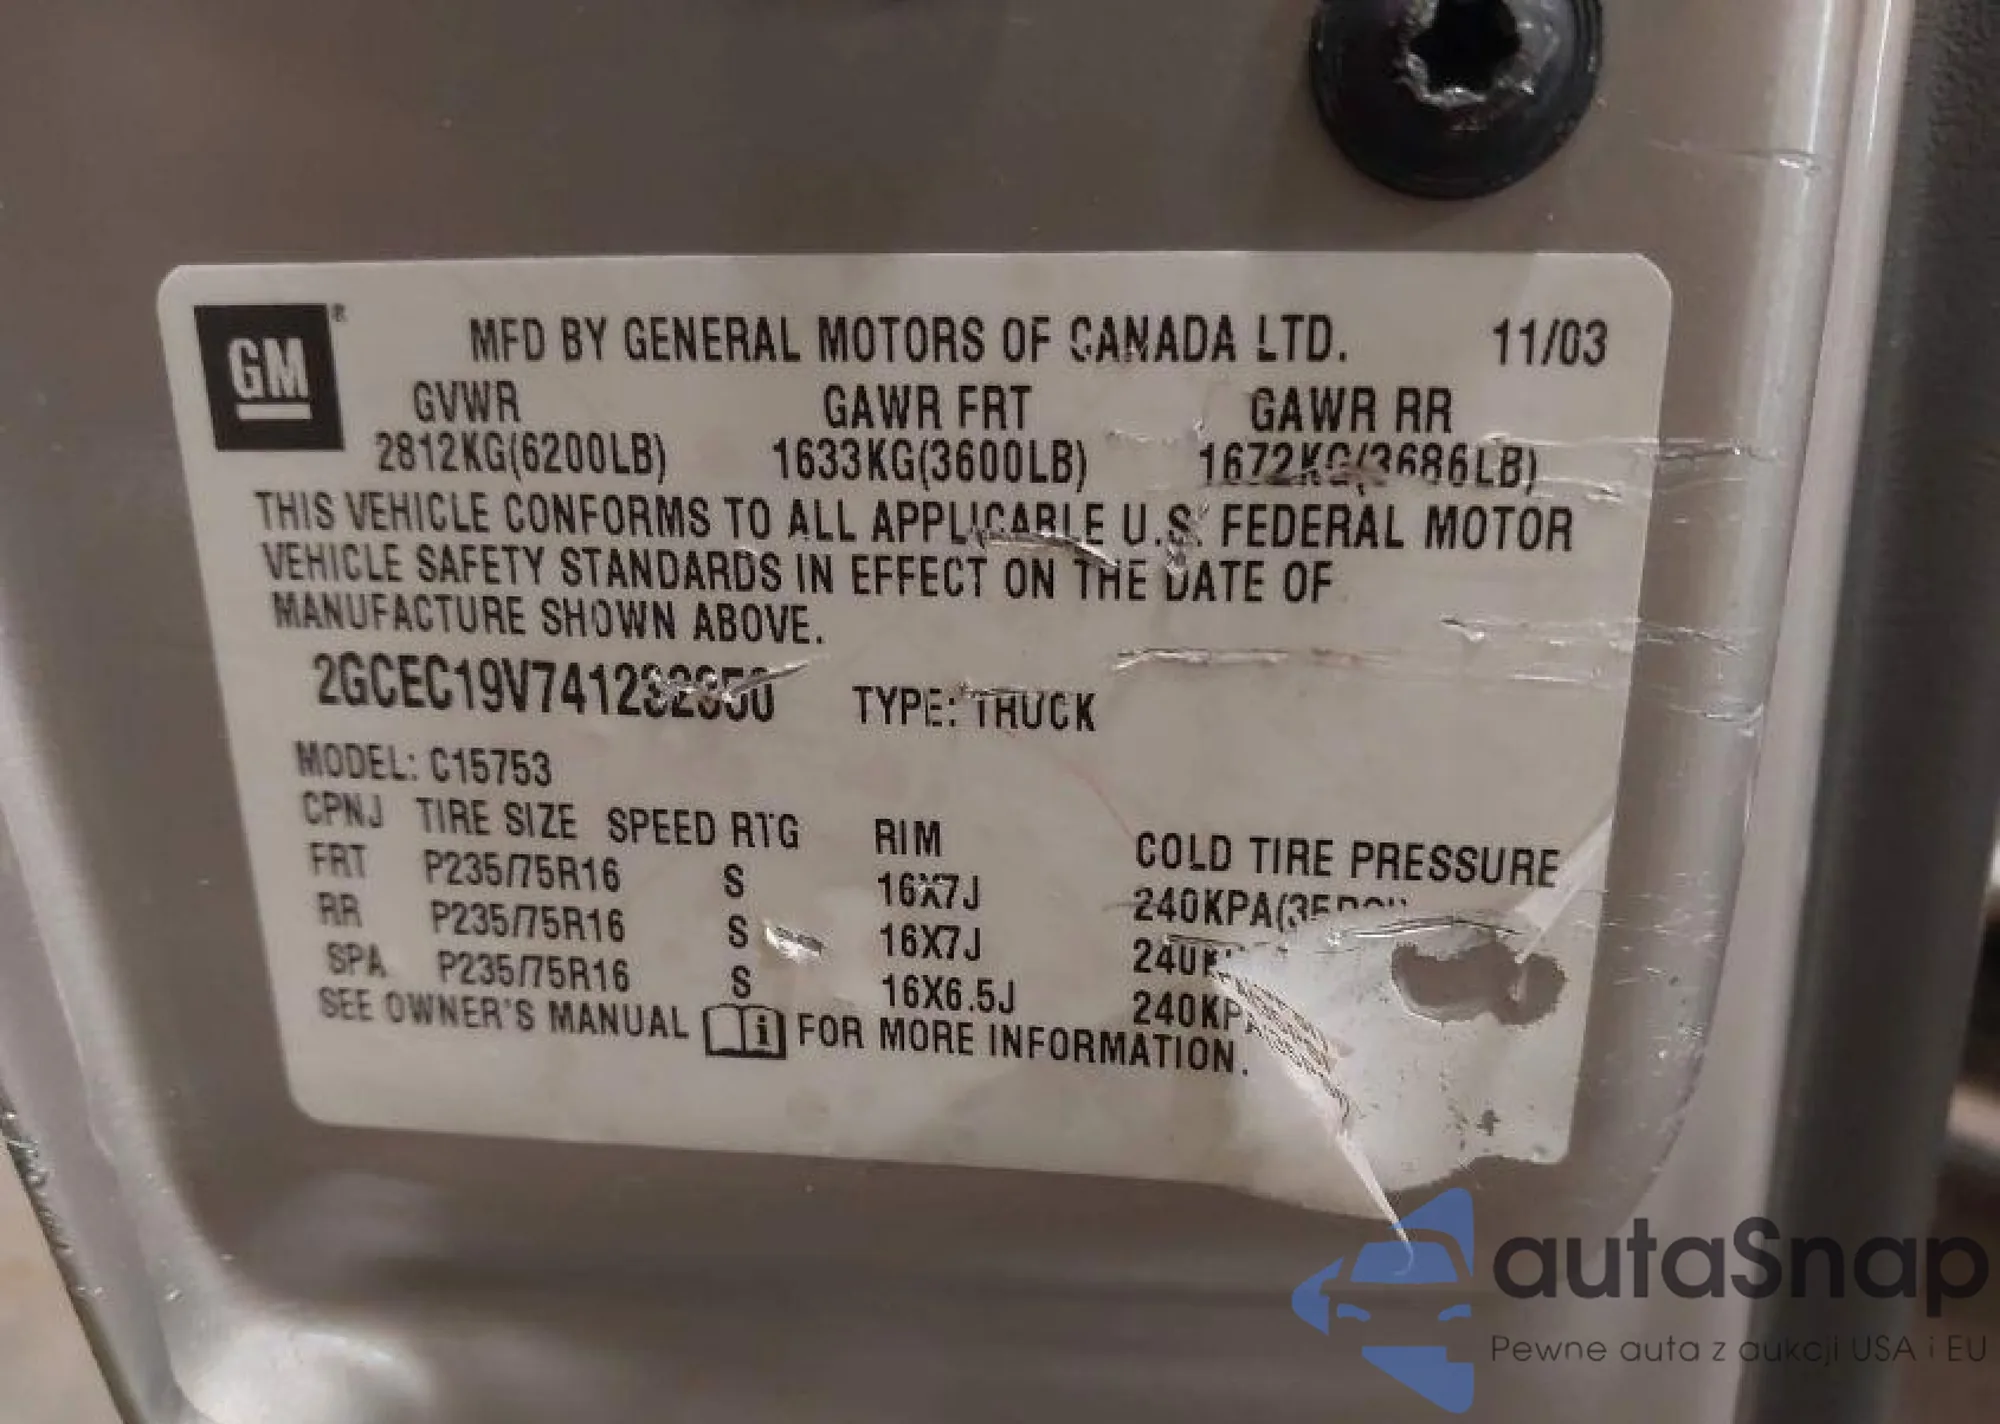 GM®
MFD BY GENERAL MOTORS OF CANADA LTD. 11/03
GVWR GAWR FRT GAWR RR
2812KG(6200LB) 1633KG(3600LB) 1672KG(3686LB)
THIS VEHICLE CONFORMS TO ALL APPLICABLE U.S. FEDERAL MOTOR
VEHICLE SAFETY STANDARDS IN EFFECT ON THE DATE OF
MANUFACTURE SHOWN ABOVE.
TYPE: TRUCK
MODEL: C15753
CPNJ TIRE SIZE SPEED RTG RIM COLD TIRE PRESSURE
FRT P235/75R16 S 16X7J
RR P235/75R16 S 16X7J
SPA P235/75R16 S 16X6.5J
SEE OWNER'S MANUAL i FOR MORE INFORMATION.
autaSnap
Pewne auta z aukcji USA i EU